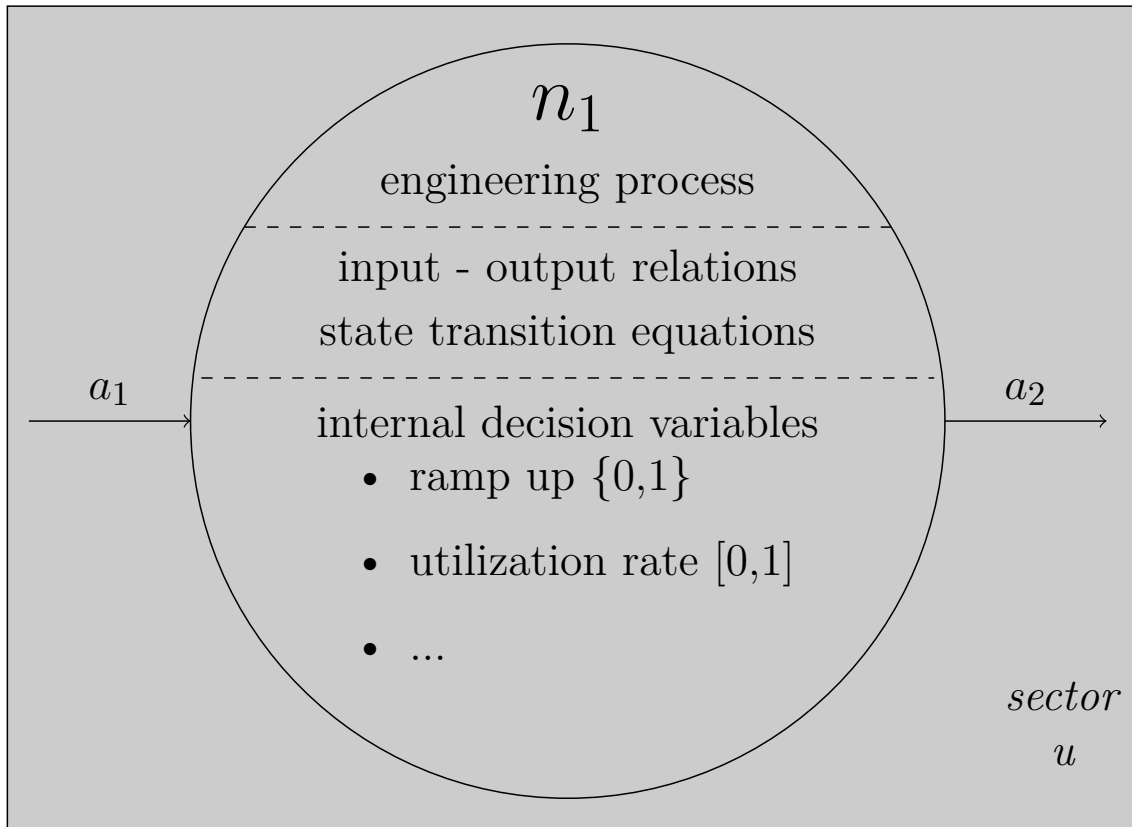 n₁
engineering process
input - output relations
state transition equations
a₁
a₂
internal decision variables
• ramp up {0,1}
• utilization rate [0,1]
• ...
sector
u